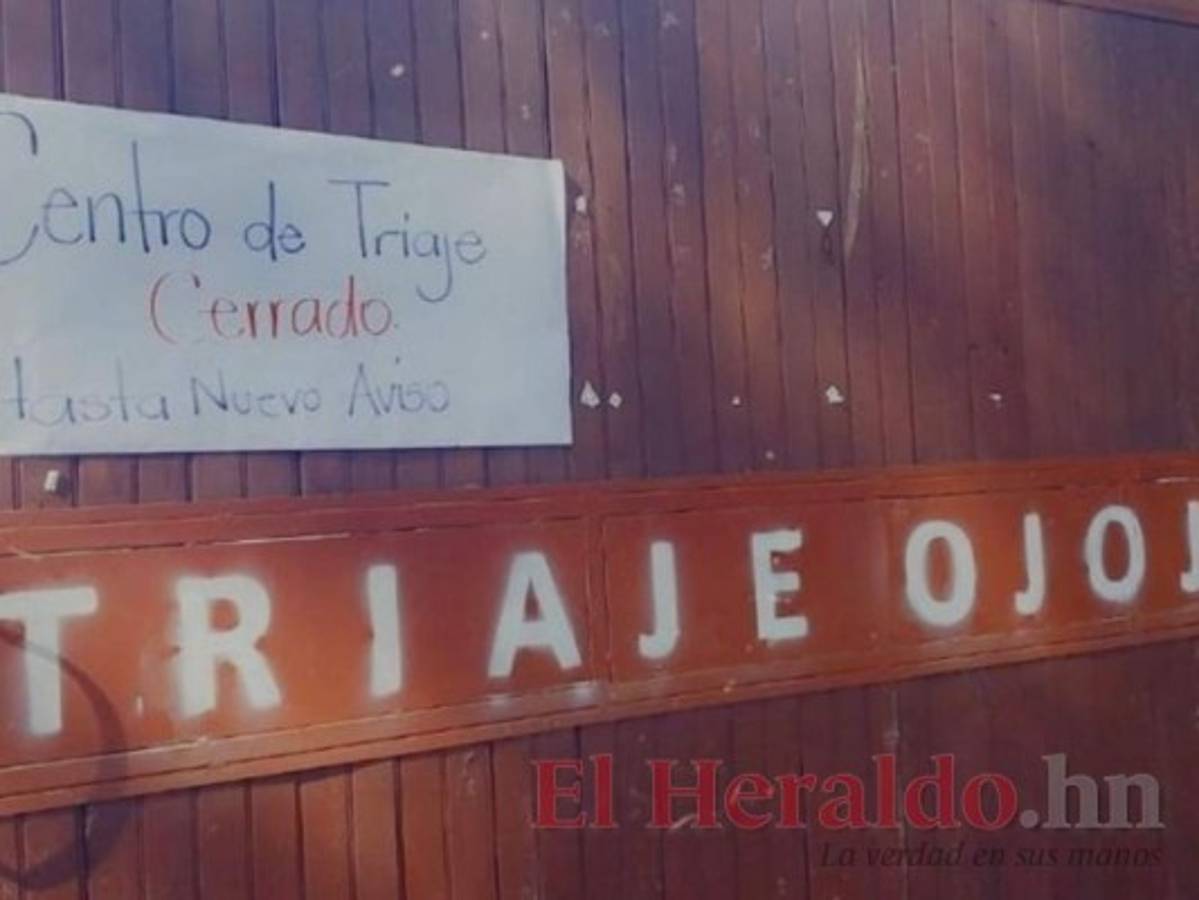 Centro de Triaje
Cerrado.
Hasta Nuevo Aviso
TRIAJE OJO
El Heraldo.hn
La verdad en sus manos